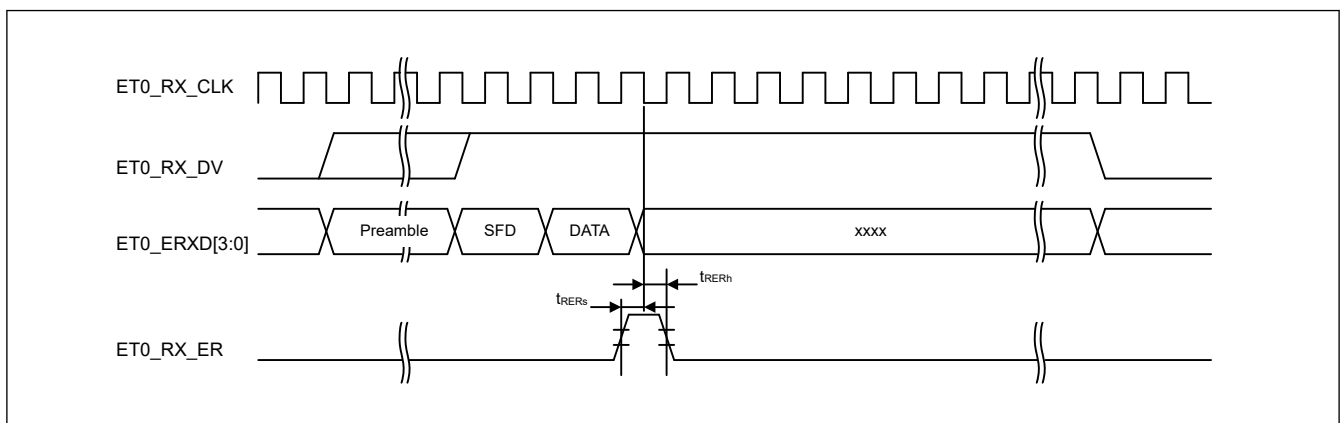 ET0_RX_CLK
ET0_RX_DV
ET0_ERXD[3:0]
Preamble SFD DATA xxxx
tRERh
tRERs
ET0_RX_ER